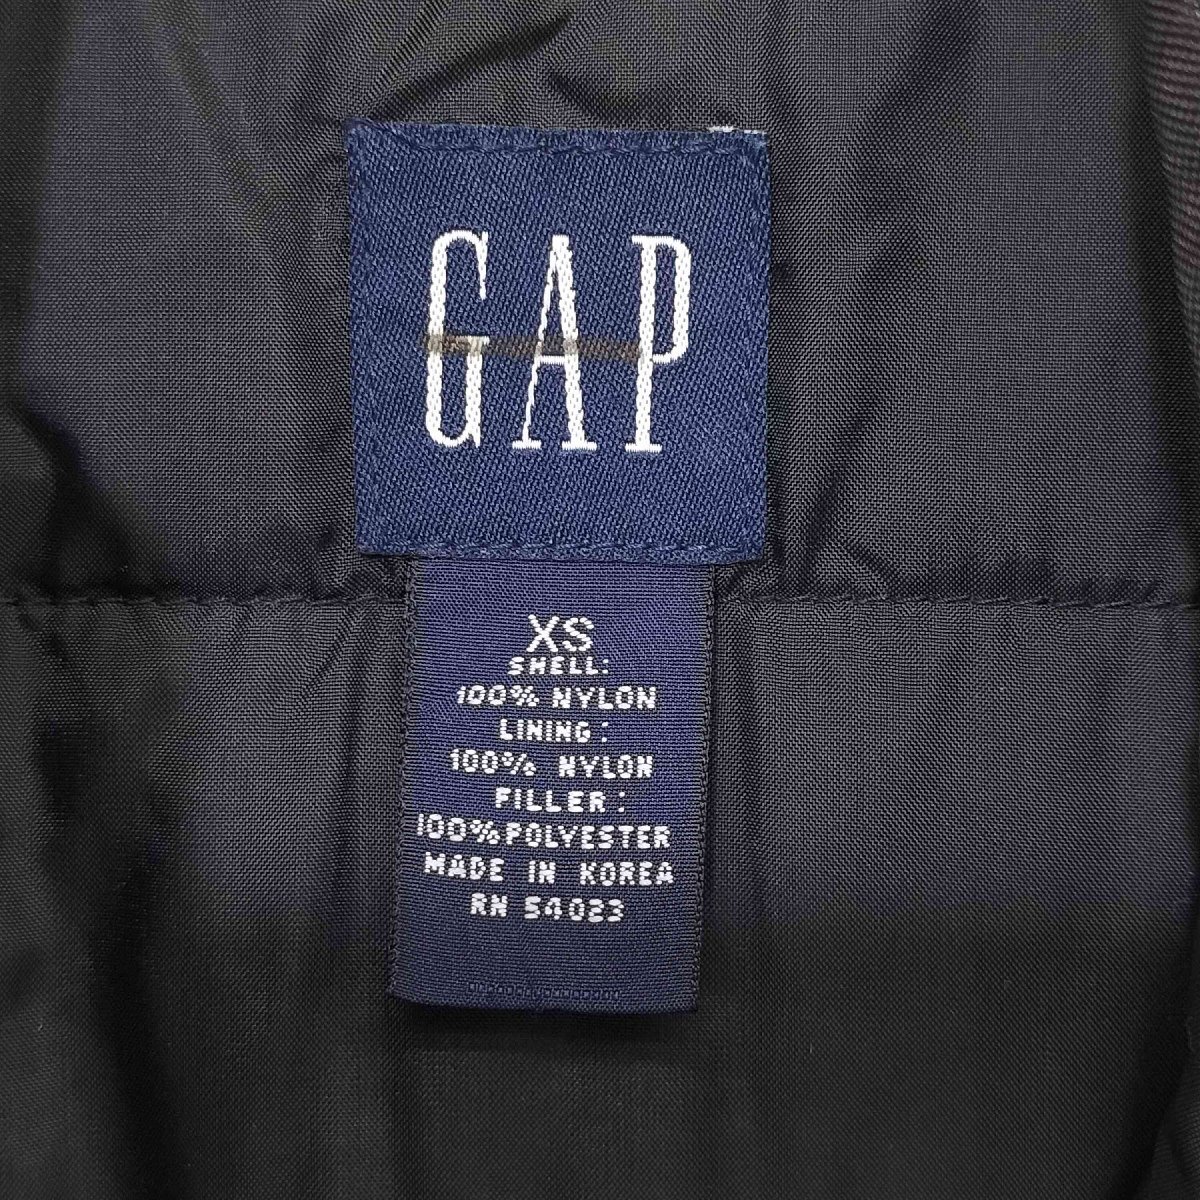 GAP
XS
SHELL:
100% NYLON
LINING:
100% NYLON
FILLER:
100% POLYESTER
MADE IN KOREA
RN 54023